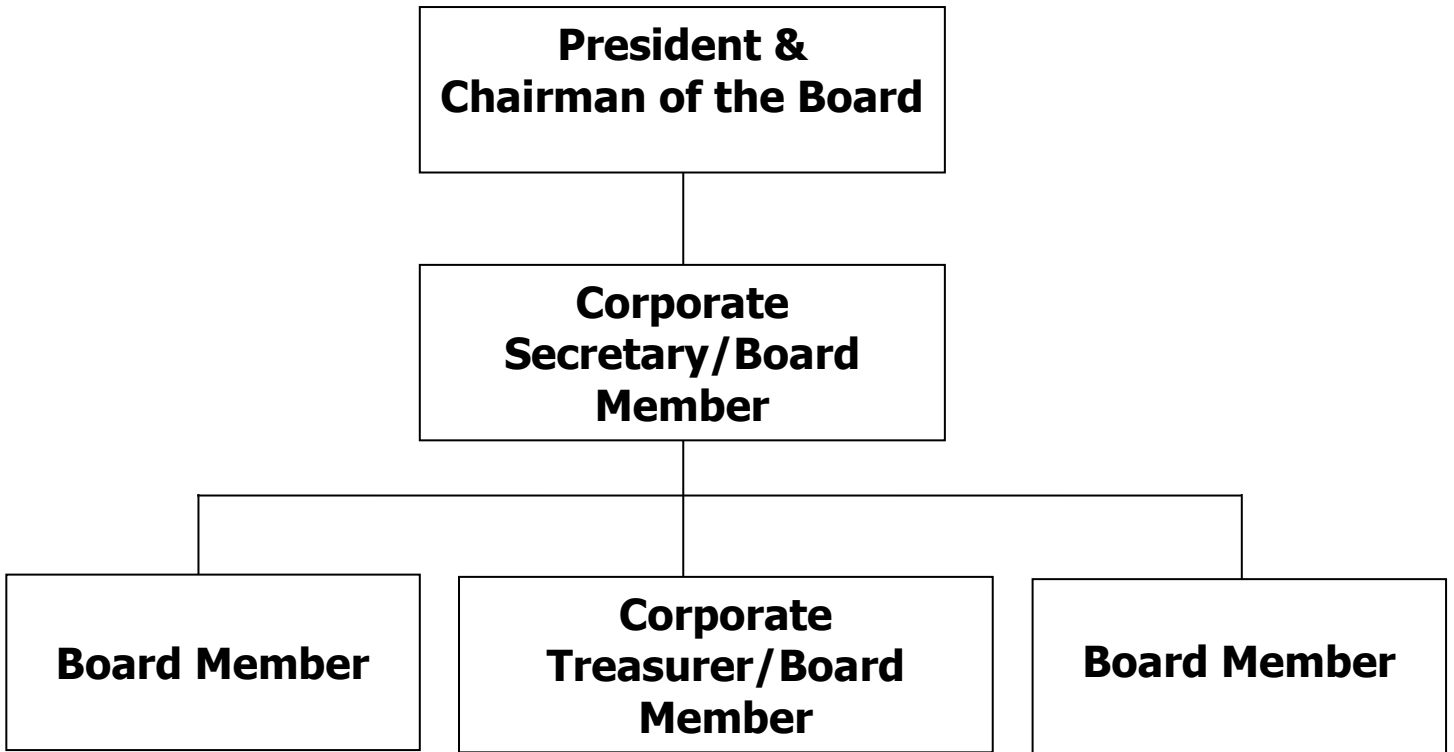 President &
Chairman of the Board
Corporate
Secretary/Board
Member
Board Member
Corporate
Treasurer/Board
Member
Board Member